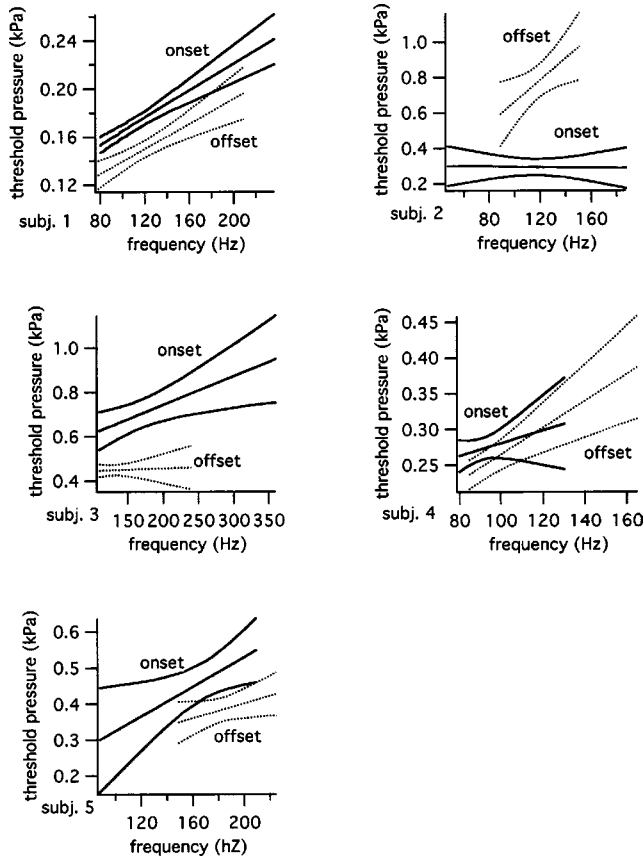 threshold pressure (kPa)
0.24
0.20
0.16
0.12
onset
offset
subj. 1
80 120 160 200
frequency (Hz)
threshold pressure (kPa)
1.0
0.8
0.6
0.4
0.2
offset
onset
subj. 2
80 120 160
frequency (Hz)
threshold pressure (kPa)
1.0
0.8
0.6
0.4
onset
offset
subj. 3
150 200 250 300 350
frequency (Hz)
threshold pressure (kPa)
0.45
0.40
0.35
0.30
0.25
onset
offset
subj. 4
80 100 120 140 160
frequency (Hz)
threshold pressure (kPa)
0.6
0.5
0.4
0.3
0.2
onset
offset
subj. 5
120 160 200
frequency (hZ)